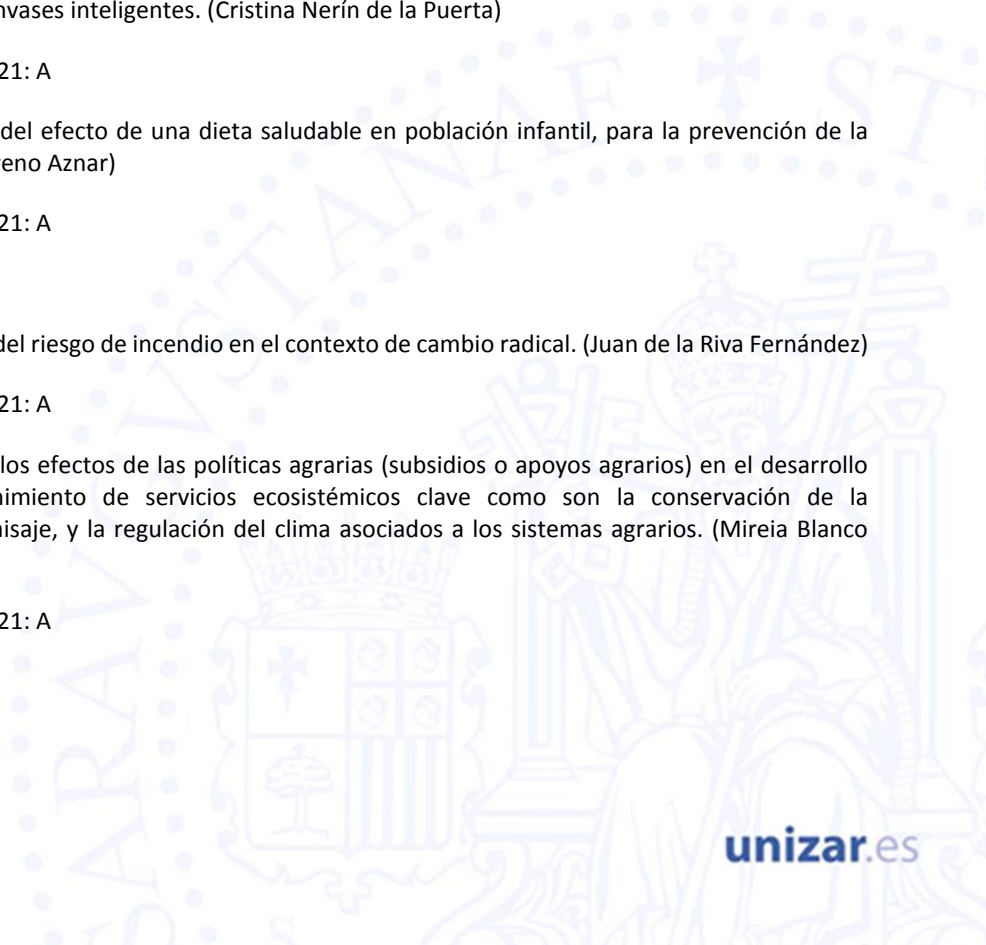 nvases inteligentes. (Cristina Nerín de la Puerta)
21: A
del efecto de una dieta saludable en población infantil, para la prevención de la
reno Aznar)
21: A
del riesgo de incendio en el contexto de cambio radical. (Juan de la Riva Fernández)
21: A
los efectos de las políticas agrarias (subsidios o apoyos agrarios) en el desarrollo
nimiento de servicios ecosistémicos clave como son la conservación de la
aisaje, y la regulación del clima asociados a los sistemas agrarios. (Mireia Blanco
21: A
unizar.es